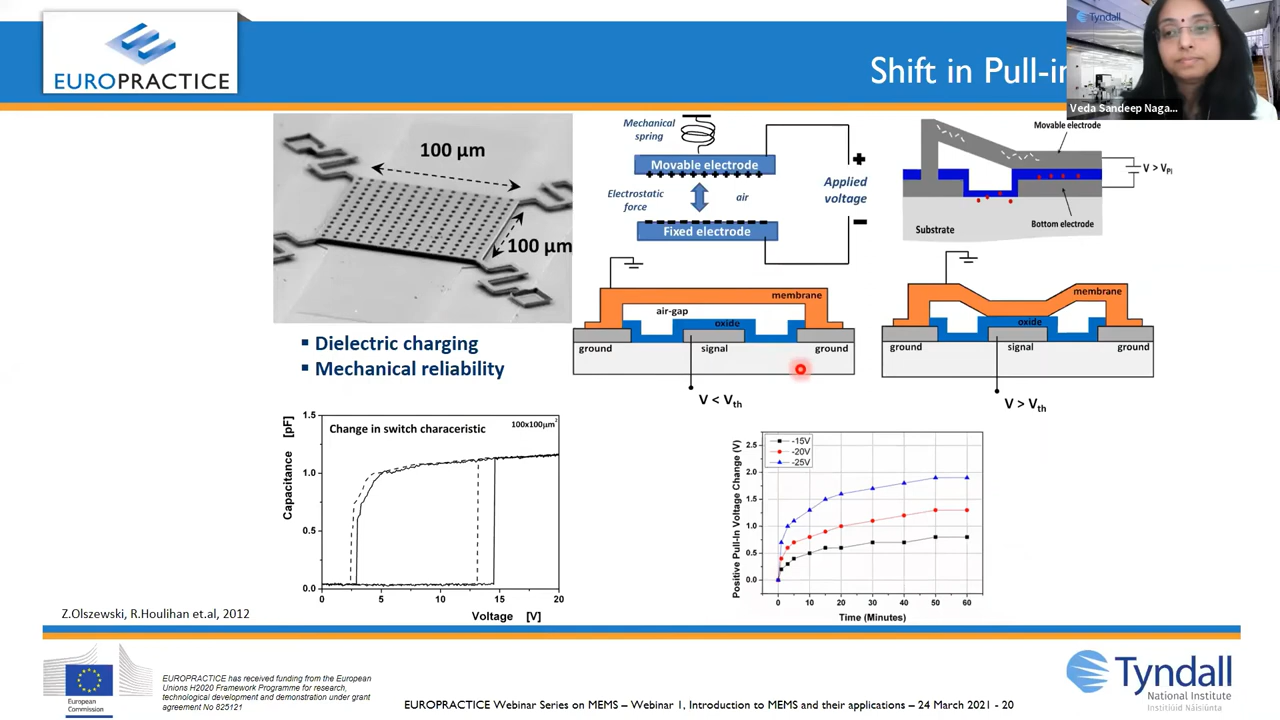 EUROPRACTICE
Shift in Pull-in
Tyndall
Veda Sandeep Naga...
100 µm
100 µm
Mechanical
spring
Movable electrode
Electrostatic
force
air
Fixed electrode
Applied
voltage
+
−
Movable electrode
V > VPi
Bottom electrode
Substrate
membrane
air-gap
oxide
ground
signal
ground
V < Vth
membrane
oxide
ground
signal
ground
V > Vth
▪ Dielectric charging
▪ Mechanical reliability
Change in switch characeristic
100x100µm²
Capacitance [pF]
1.5
1.0
0.5
0.0
0 5 10 15 20
Voltage [V]
-15V
-20V
-25V
Positive Pull-In Voltage Change (V)
2.5
2.0
1.5
1.0
0.5
0.0
0 10 20 30 40 50 60
Time (Minutes)
Z.Olszewski, R.Houlihan et.al, 2012
European
Commission
EUROPRACTICE has received funding from the European
Unions H2020 Framework Programme for research,
technological development and demonstration under grant
agreement No 825121
EUROPRACTICE Webinar Series on MEMS – Webinar 1, Introduction to MEMS and their applications – 24 March 2021 - 20
Tyndall
National Institute
Institiúid Náisiúnta